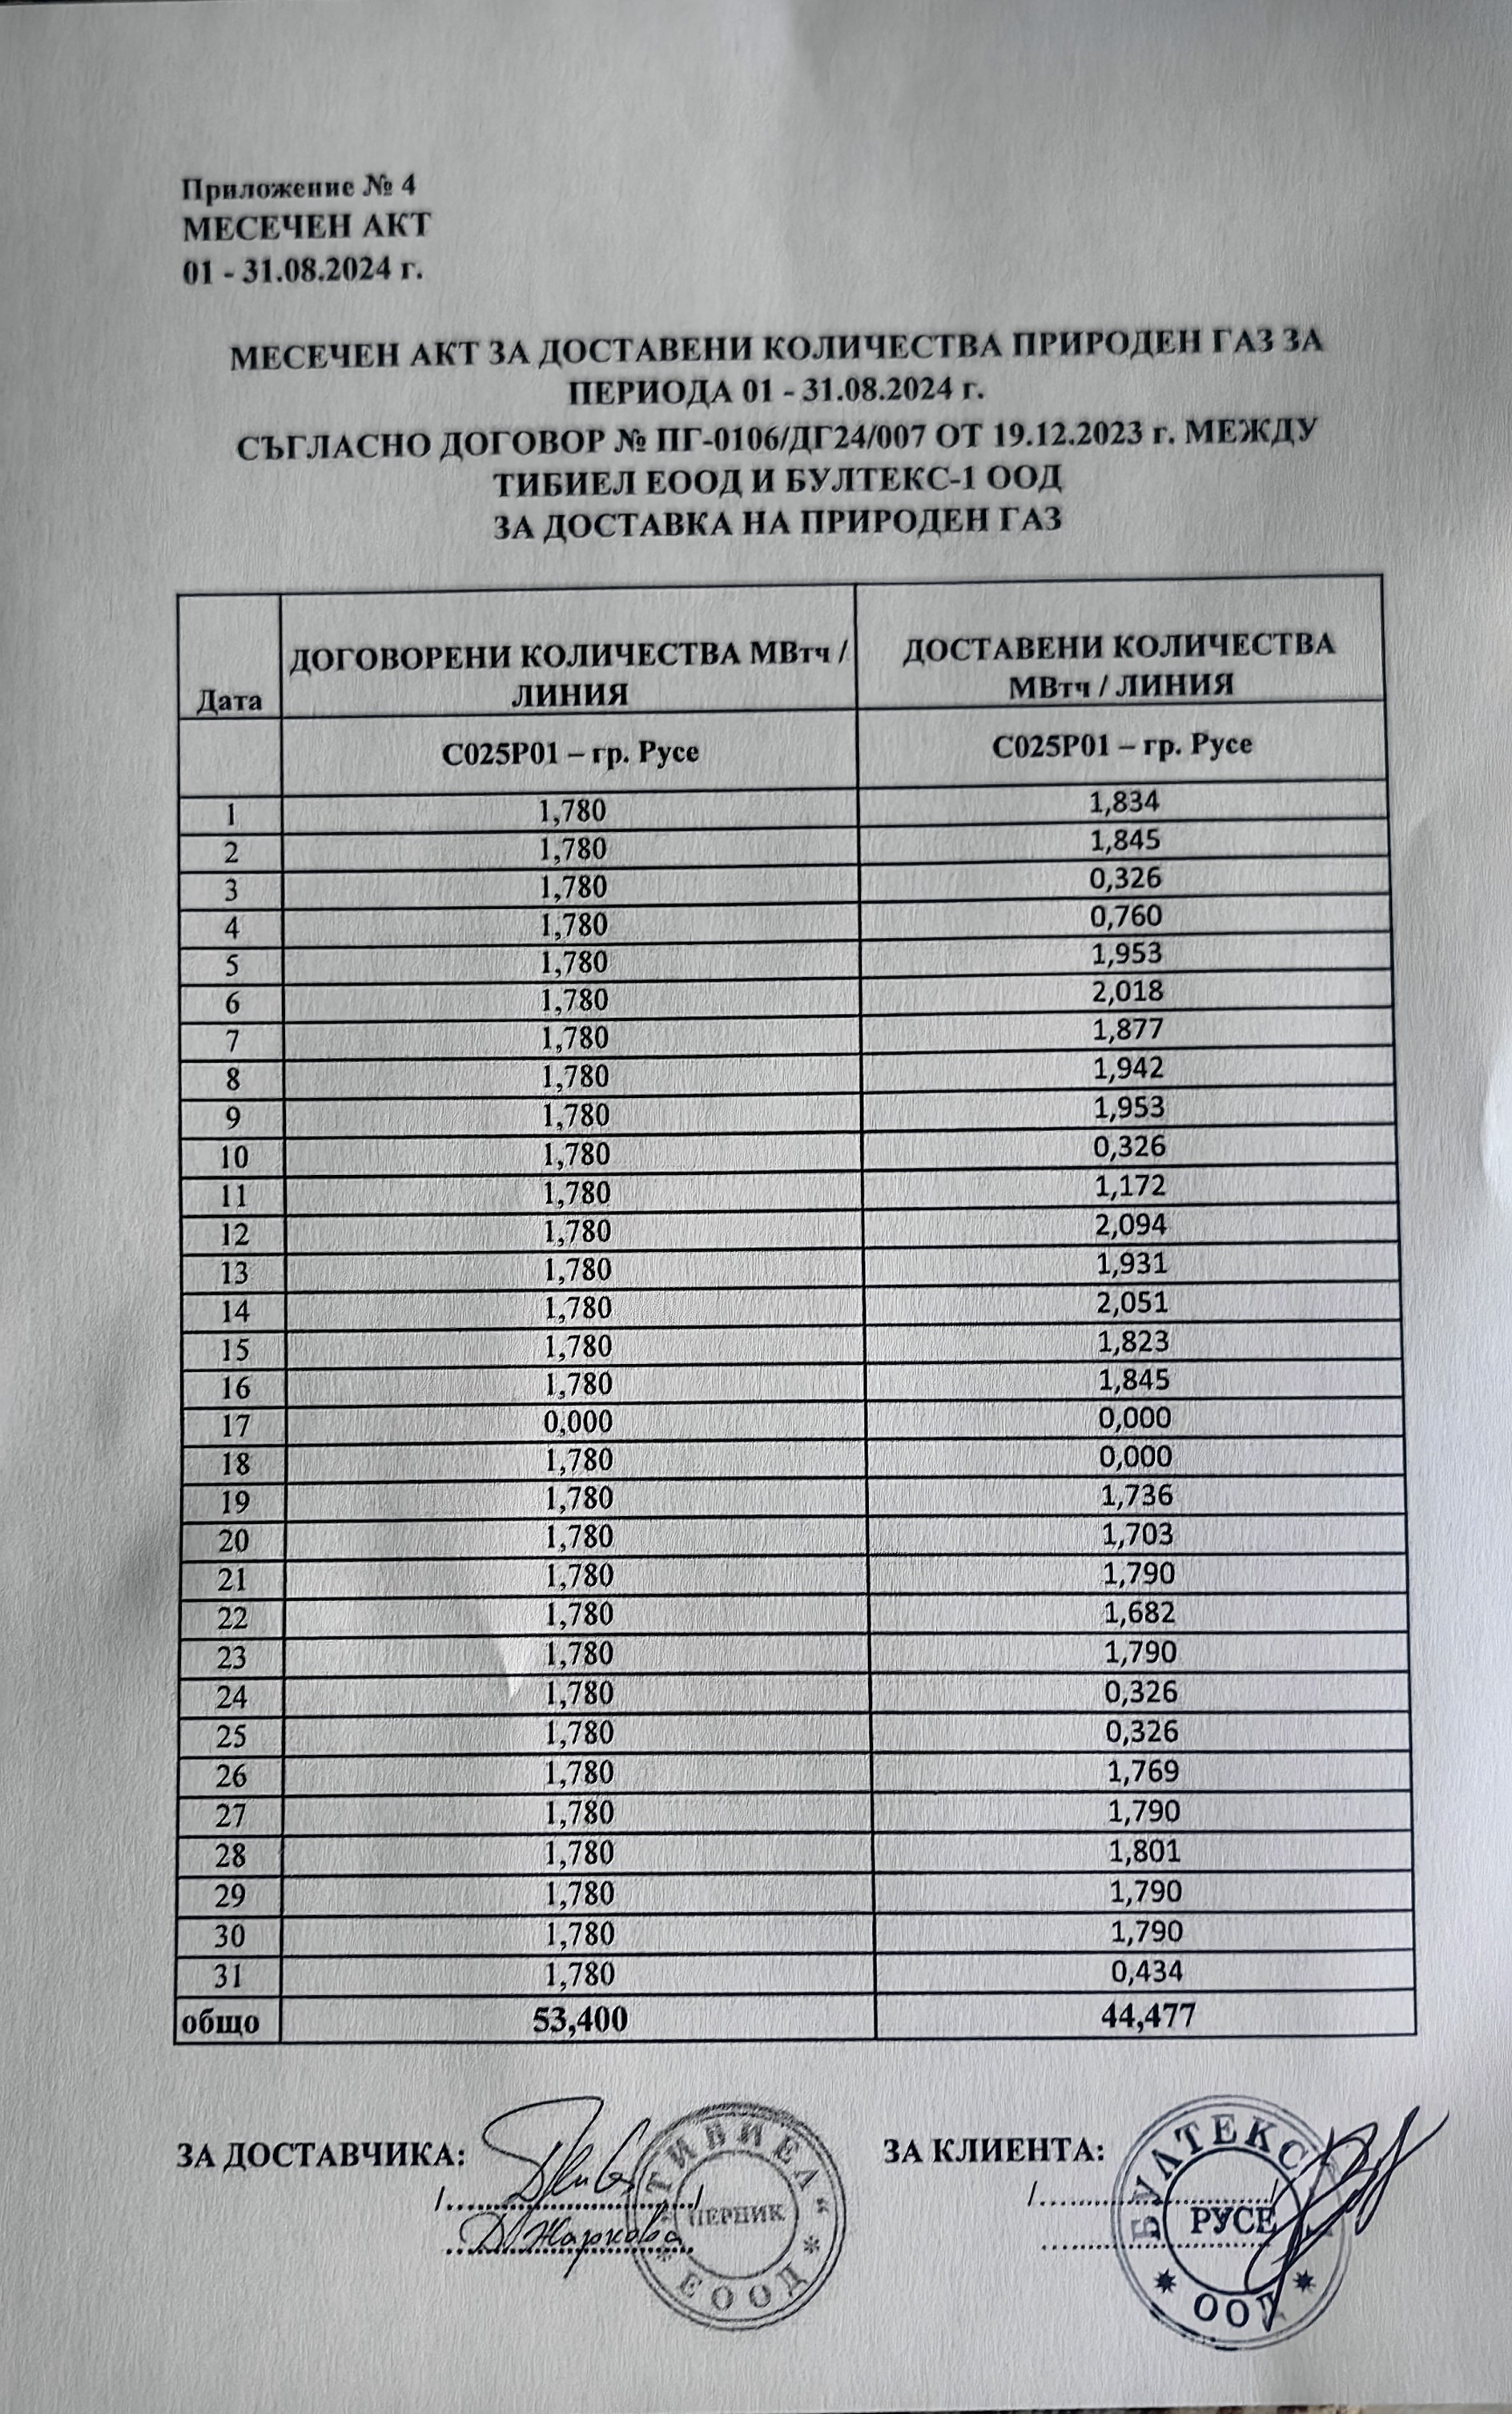 Приложение № 4
МЕСЕЧЕН АКТ
01 - 31.08.2024 г.
МЕСЕЧЕН АКТ ЗА ДОСТАВЕНИ КОЛИЧЕСТВА ПРИРОДЕН ГАЗ ЗА
ПЕРИОДА 01 - 31.08.2024 г.
СЪГЛАСНО ДОГОВОР № ПГ-0106/ДГ24/007 ОТ 19.12.2023 г. МЕЖДУ
ТИБИЕЛ ЕООД И БУЛТЕКС-1 ООД
ЗА ДОСТАВКА НА ПРИРОДЕН ГАЗ
Дата ДОГОВОРЕНИ КОЛИЧЕСТВА МВтч / ЛИНИЯ ДОСТАВЕНИ КОЛИЧЕСТВА МВтч / ЛИНИЯ
С025Р01 – гр. Русе С025Р01 – гр. Русе
1 1,780 1,834
2 1,780 1,845
3 1,780 0,326
4 1,780 0,760
5 1,780 1,953
6 1,780 2,018
7 1,780 1,877
8 1,780 1,942
9 1,780 1,953
10 1,780 0,326
11 1,780 1,172
12 1,780 2,094
13 1,780 1,931
14 1,780 2,051
15 1,780 1,823
16 1,780 1,845
17 0,000 0,000
18 1,780 0,000
19 1,780 1,736
20 1,780 1,703
21 1,780 1,790
22 1,780 1,682
23 1,780 1,790
24 1,780 0,326
25 1,780 0,326
26 1,780 1,769
27 1,780 1,790
28 1,780 1,801
29 1,780 1,790
30 1,780 1,790
31 1,780 0,434
общо 53,400 44,477
ЗА ДОСТАВЧИКА: ЗА КЛИЕНТА:
Д. Жаркова
"ТИБИЕЛ"
ПЕРНИК
ЕООД
БУЛТЕКС
РУСЕ
ООД